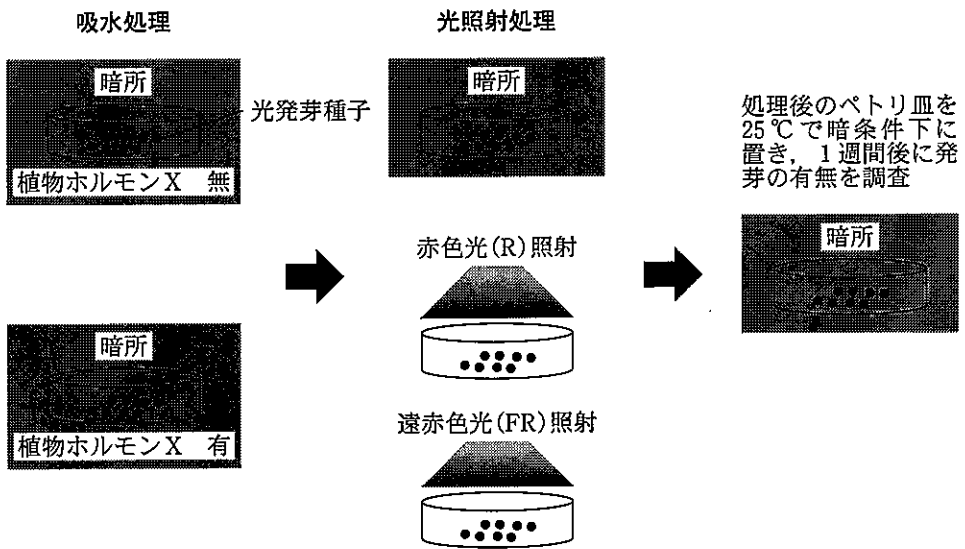 吸水処理
暗所
光発芽種子
植物ホルモンX 無
暗所
植物ホルモンX 有
光照射処理
暗所
赤色光(R)照射
遠赤色光(FR)照射
処理後のペトリ皿を
25℃で暗条件下に
置き，1週間後に発
芽の有無を調査
暗所